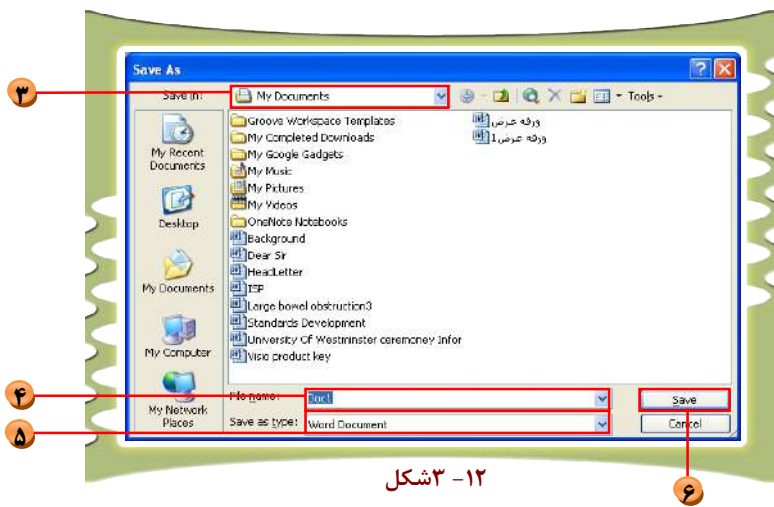 Save As
۳
Save in:
My Documents
Tools
My Recent Documents
Desktop
My Documents
My Computer
My Network Places
Groove Workspace Templates
My Completed Downloads
My Google Gadgets
My Music
My Pictures
My Videos
OneNote Notebooks
Background
Dear Sir
HeadLetter
ISP
Large bowel obstruction3
Standards Development
University Of Westminster ceremoney Infor
Visio product key
ورقه عرض
ورقه عرض1
۴
File name:
Doc1
Save
۵
Save as type:
Word Document
Cancel
۶
۱۲- ۳شکل